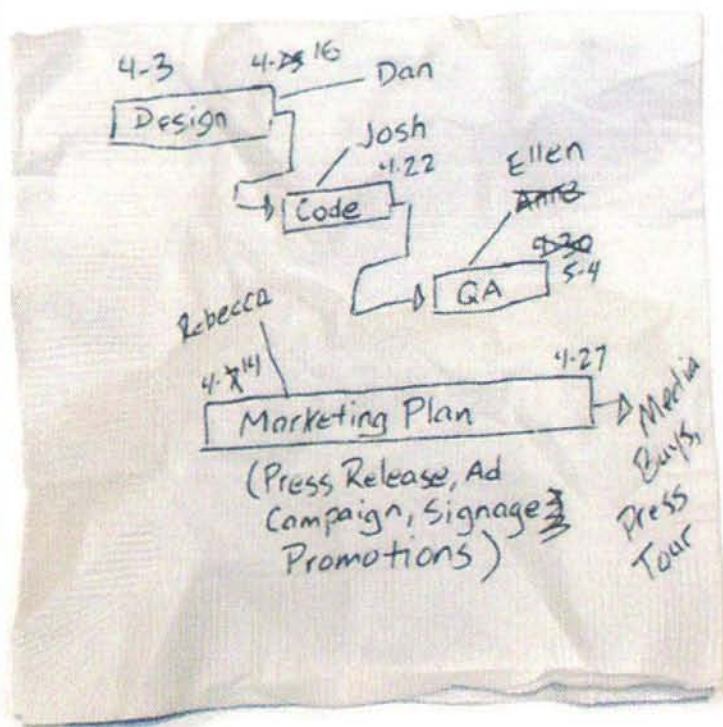 4-3 4-16 Dan
Design
Josh
4-22
Code
Ellen
QA
5-4
Rebecca
4-14 4-27
Marketing Plan
Media
Buys,
Press
Tour
(Press Release, Ad
Campaign, Signage
Promotions)